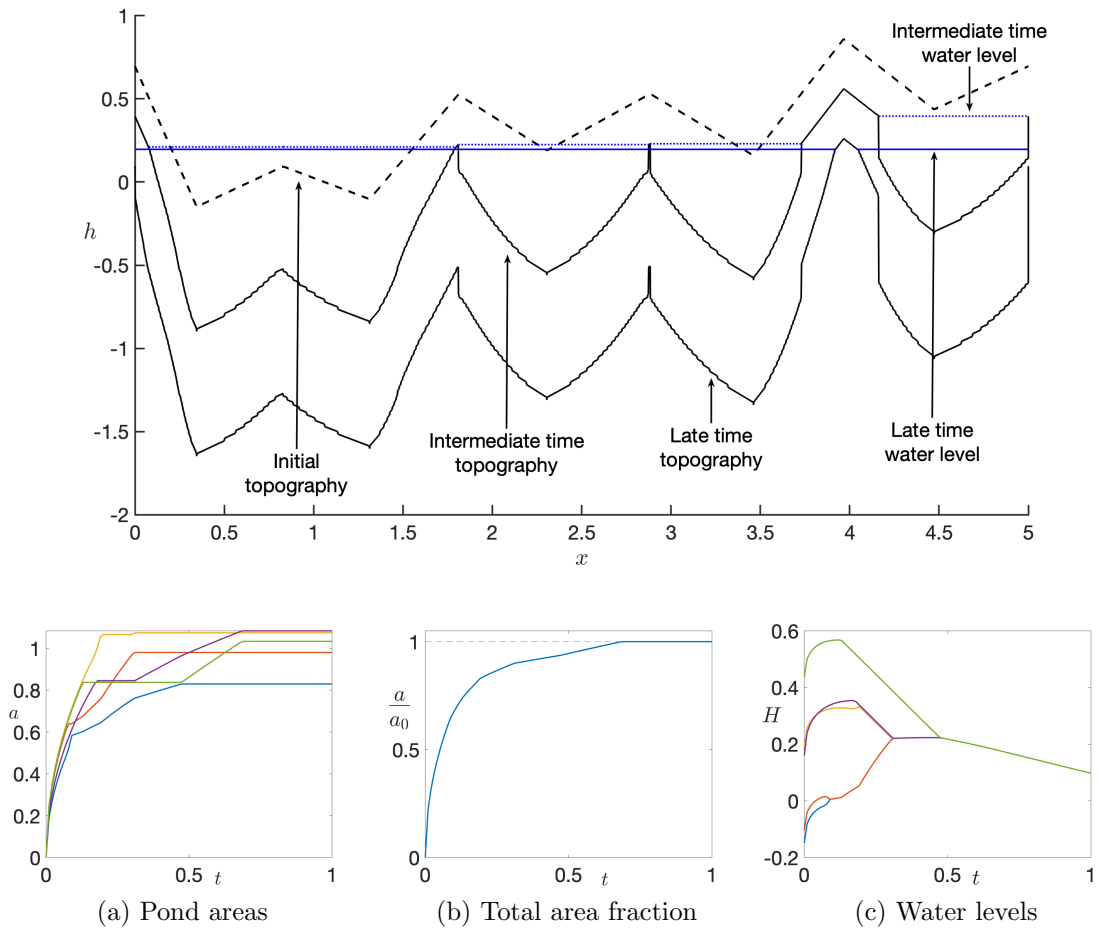 1
0.5
0
-0.5
-1
-1.5
-2
h
0
0.5
1
1.5
2
2.5
3
3.5
4
4.5
5
x
Intermediate time
water level
Initial
topography
Intermediate time
topography
Late time
topography
Late time
water level
1
0.8
0.6
0.4
0.2
0
a
0
0.5
1
t
(a) Pond areas
1
0.5
0
a
a0
0
0.5
1
t
(b) Total area fraction
0.6
0.4
0.2
0
-0.2
H
0
0.5
1
t
(c) Water levels